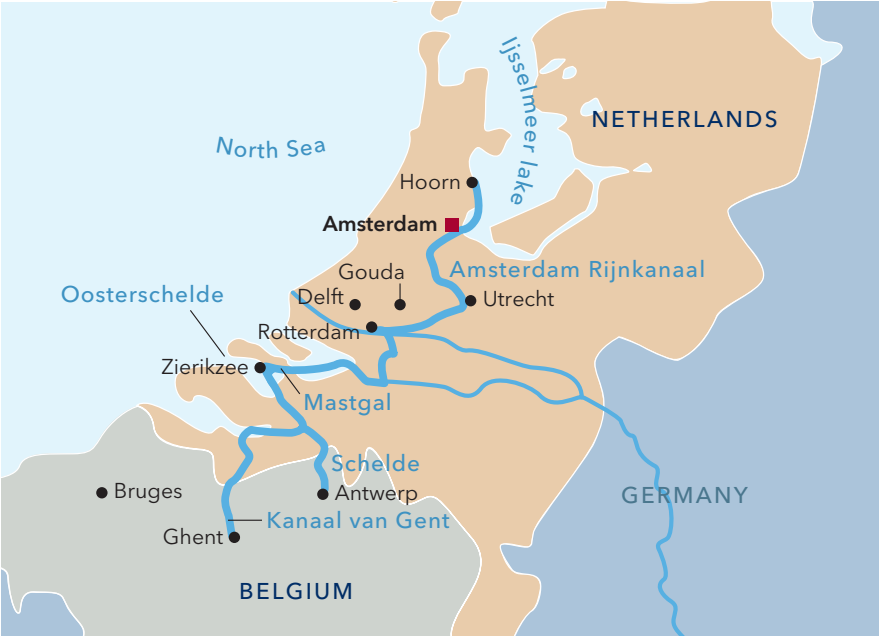 Ijsselmeer lake
NETHERLANDS
North Sea
Hoorn
Amsterdam
Gouda
Amsterdam Rijnkanaal
Oosterschelde
Delft
Utrecht
Rotterdam
Zierikzee
Mastgal
Schelde
Bruges
Antwerp
GERMANY
Kanaal van Gent
Ghent
BELGIUM